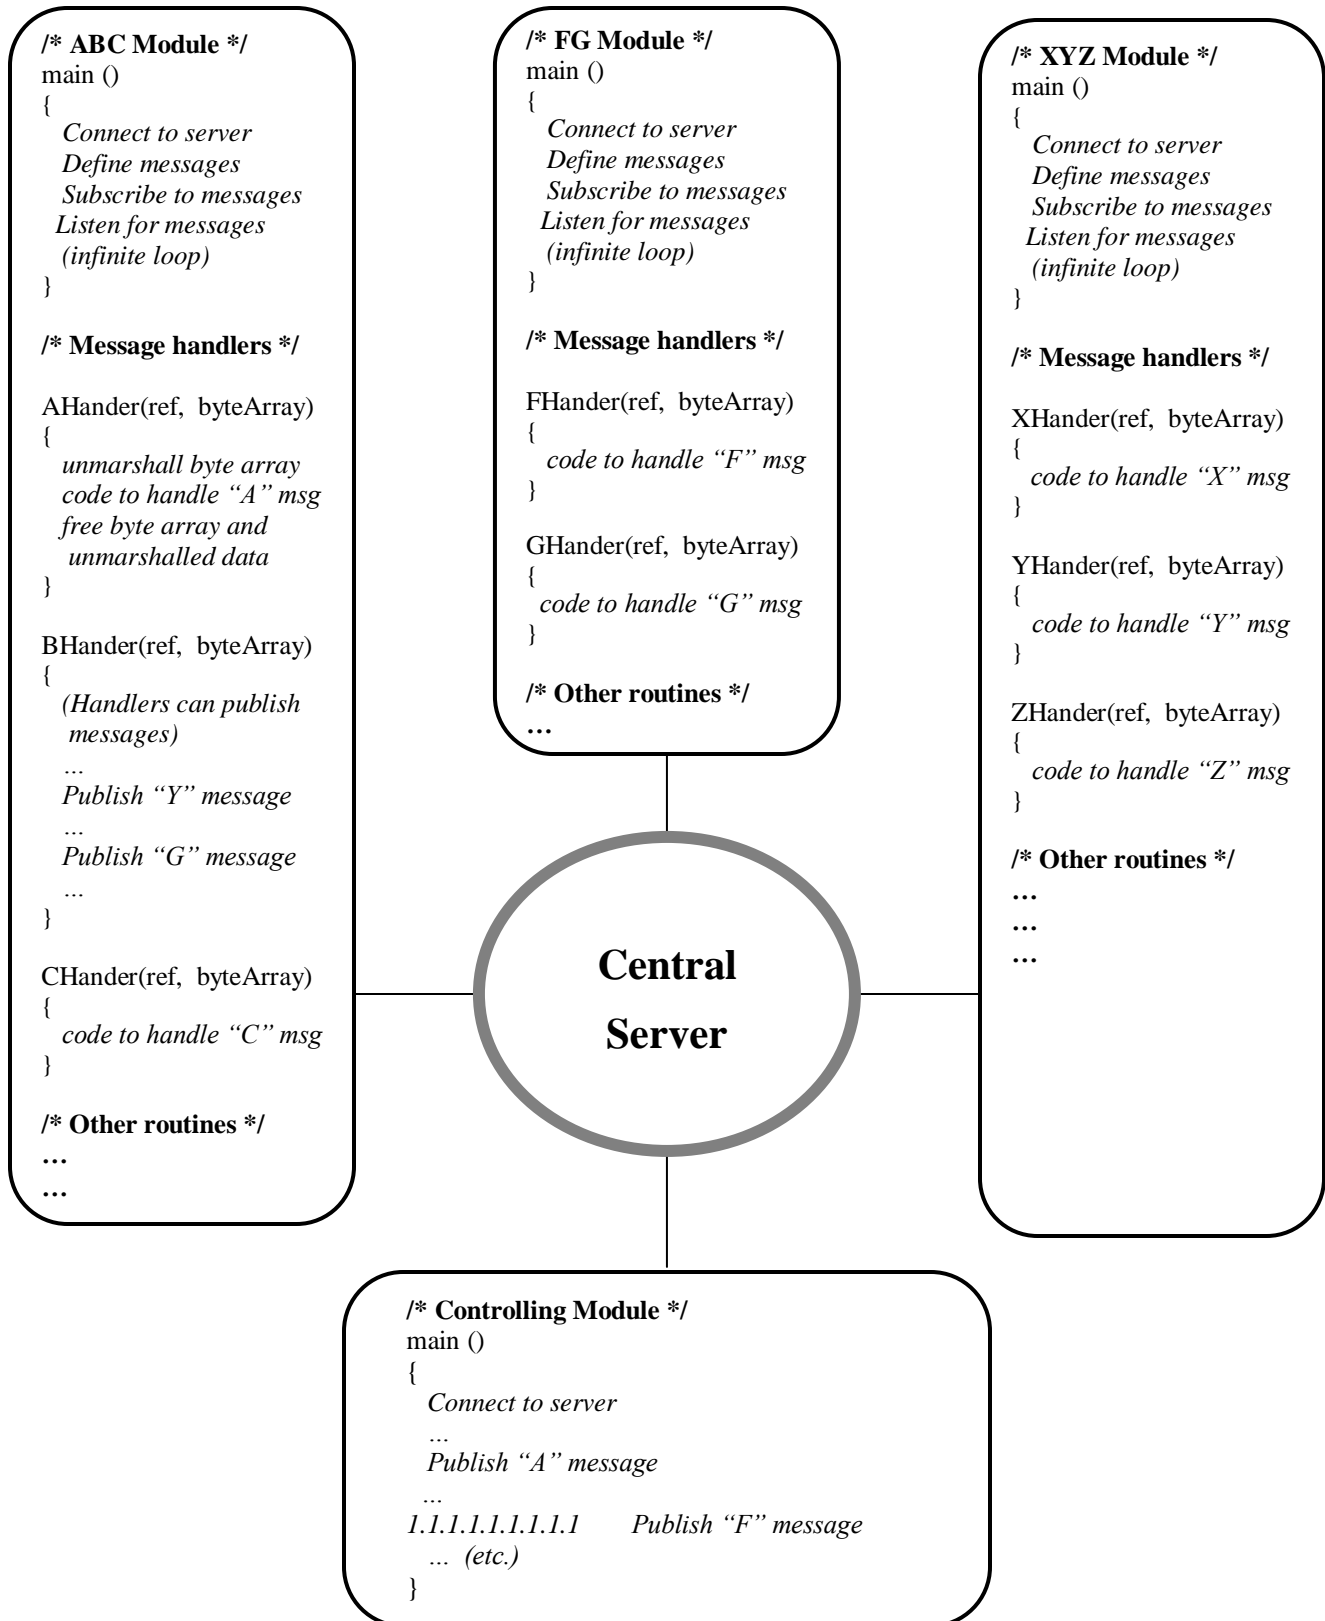 /* ABC Module */
main ()
{
Connect to server
Define messages
Subscribe to messages
Listen for messages
(infinite loop)
}
/* Message handlers */
AHander(ref, byteArray)
{
unmarshall byte array
code to handle “A” msg
free byte array and
unmarshalled data
}
BHander(ref, byteArray)
{
(Handlers can publish
messages)
...
Publish “Y” message
...
Publish “G” message
...
}
CHander(ref, byteArray)
{
code to handle “C” msg
}
/* Other routines */
...
...
/* FG Module */
main ()
{
Connect to server
Define messages
Subscribe to messages
Listen for messages
(infinite loop)
}
/* Message handlers */
FHander(ref, byteArray)
{
code to handle “F” msg
}
GHander(ref, byteArray)
{
code to handle “G” msg
}
/* Other routines */
...
/* XYZ Module */
main ()
{
Connect to server
Define messages
Subscribe to messages
Listen for messages
(infinite loop)
}
/* Message handlers */
XHander(ref, byteArray)
{
code to handle “X” msg
}
YHander(ref, byteArray)
{
code to handle “Y” msg
}
ZHander(ref, byteArray)
{
code to handle “Z” msg
}
/* Other routines */
...
...
...
Central
Server
/* Controlling Module */
main ()
{
Connect to server
...
Publish “A” message
...
1.1.1.1.1.1.1.1.1 Publish “F” message
... (etc.)
}